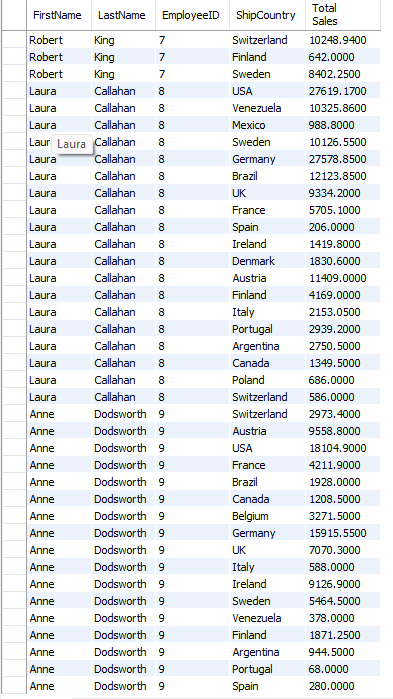 FirstName LastName EmployeeID ShipCountry Total Sales
Robert King 7 Switzerland 10248.9400
Robert King 7 Finland 642.0000
Robert King 7 Sweden 8402.2500
Laura Callahan 8 USA 27619.1700
Laura Callahan 8 Venezuela 10325.8600
Laura Callahan 8 Mexico 988.8000
Laura Callahan 8 Sweden 10126.5500
Laura
Laura Callahan 8 Germany 27578.8500
Laura Callahan 8 Brazil 12123.8500
Laura Callahan 8 UK 9334.2000
Laura Callahan 8 France 5705.1000
Laura Callahan 8 Spain 206.0000
Laura Callahan 8 Ireland 1419.8000
Laura Callahan 8 Denmark 1830.6000
Laura Callahan 8 Austria 11409.0000
Laura Callahan 8 Finland 4169.0000
Laura Callahan 8 Italy 2153.0500
Laura Callahan 8 Portugal 2939.2000
Laura Callahan 8 Argentina 2750.5000
Laura Callahan 8 Canada 1349.5000
Laura Callahan 8 Poland 686.0000
Laura Callahan 8 Switzerland 586.0000
Anne Dodsworth 9 Switzerland 2973.4000
Anne Dodsworth 9 Austria 9558.8000
Anne Dodsworth 9 USA 18104.9000
Anne Dodsworth 9 France 4211.9000
Anne Dodsworth 9 Brazil 1928.0000
Anne Dodsworth 9 Canada 1208.5000
Anne Dodsworth 9 Belgium 3271.5000
Anne Dodsworth 9 Germany 15915.5500
Anne Dodsworth 9 UK 7070.3000
Anne Dodsworth 9 Italy 588.0000
Anne Dodsworth 9 Ireland 9126.9000
Anne Dodsworth 9 Sweden 5464.5000
Anne Dodsworth 9 Venezuela 378.0000
Anne Dodsworth 9 Finland 1871.2500
Anne Dodsworth 9 Argentina 944.5000
Anne Dodsworth 9 Portugal 68.0000
Anne Dodsworth 9 Spain 280.0000